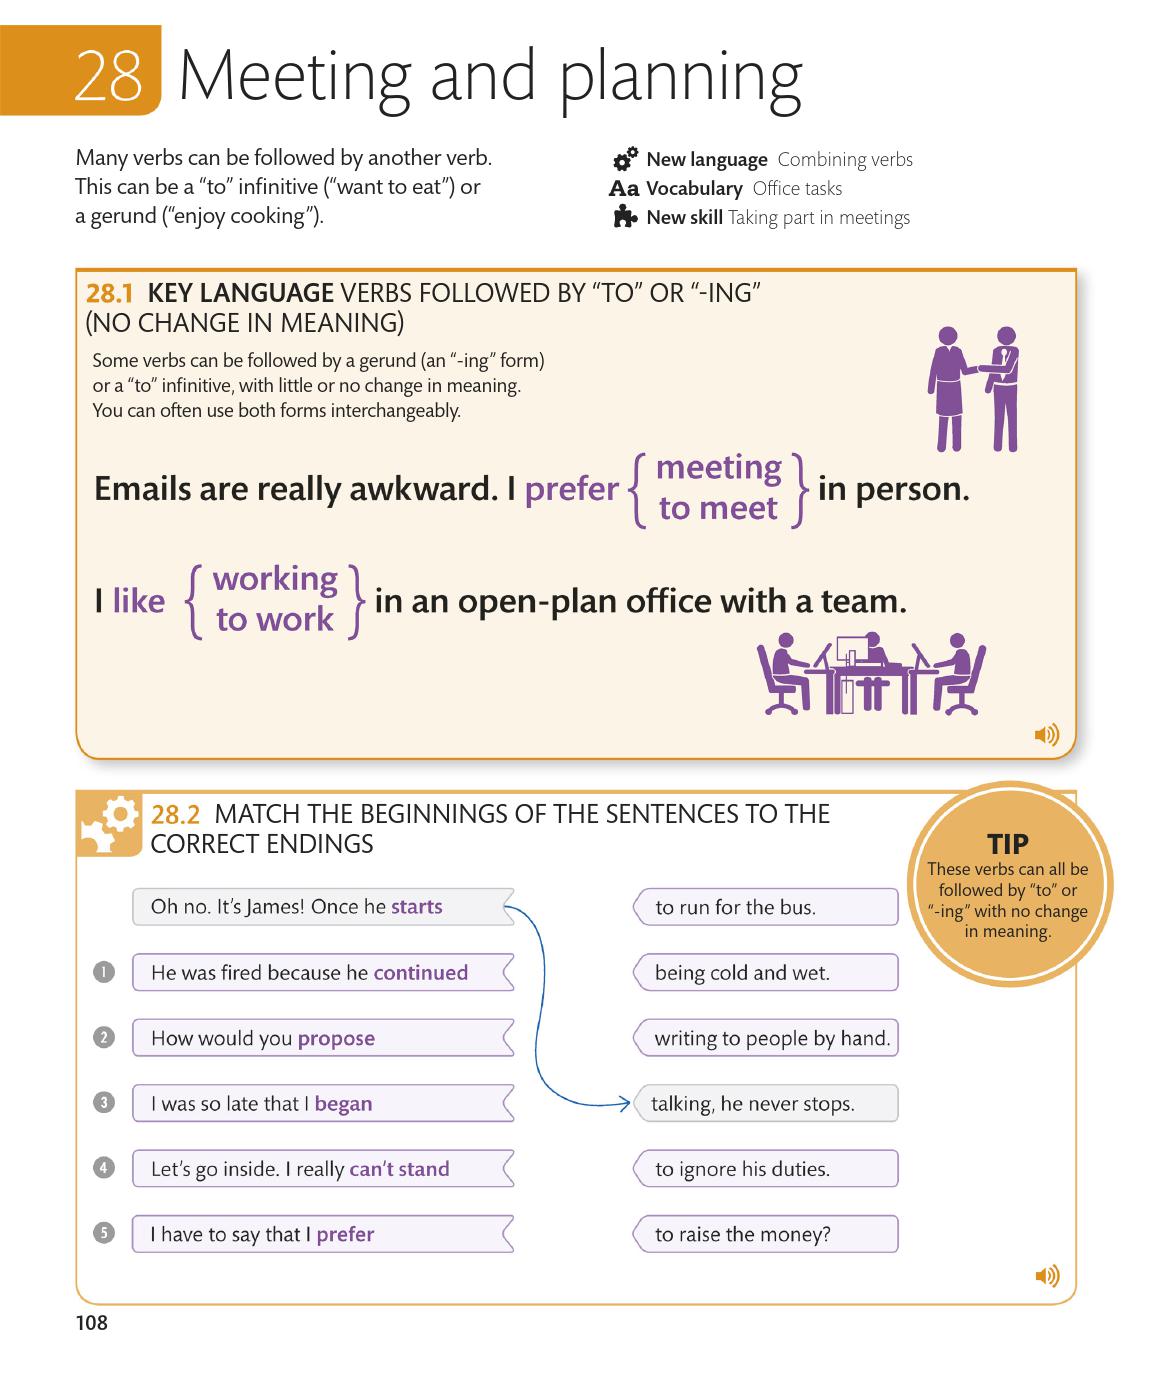 28 Meeting and planning
Many verbs can be followed by another verb.
This can be a “to” infinitive (“want to eat”) or
a gerund (“enjoy cooking”).
New language Combining verbs
Aa Vocabulary Office tasks
New skill Taking part in meetings
28.1 KEY LANGUAGE VERBS FOLLOWED BY “TO” OR “-ING”
(NO CHANGE IN MEANING)
Some verbs can be followed by a gerund (an “-ing” form)
or a “to” infinitive, with little or no change in meaning.
You can often use both forms interchangeably.
Emails are really awkward. I prefer { meeting / to meet } in person.
I like { working / to work } in an open-plan office with a team.
28.2 MATCH THE BEGINNINGS OF THE SENTENCES TO THE
CORRECT ENDINGS
TIP
These verbs can all be
followed by “to” or
“-ing” with no change
in meaning.
Oh no. It’s James! Once he starts
to run for the bus.
1 He was fired because he continued
being cold and wet.
2 How would you propose
writing to people by hand.
3 I was so late that I began
talking, he never stops.
4 Let’s go inside. I really can’t stand
to ignore his duties.
5 I have to say that I prefer
to raise the money?
108